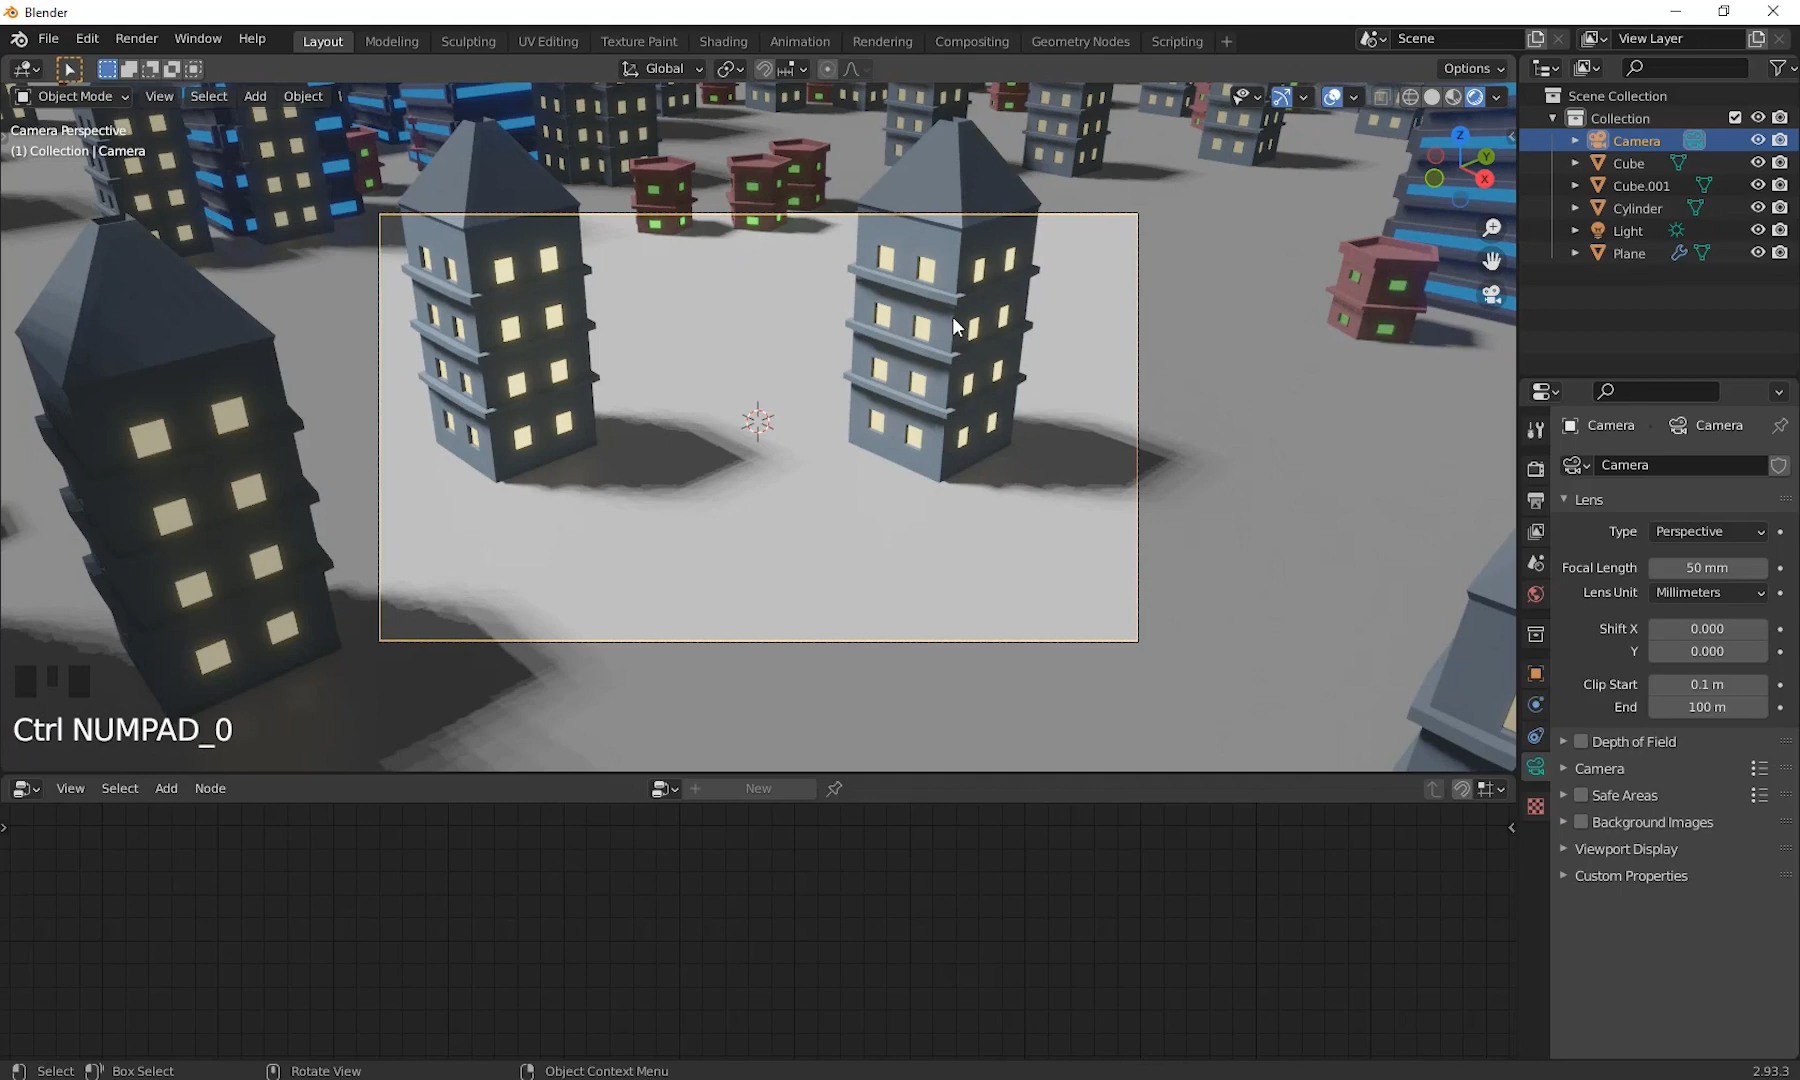 Blender
File Edit Render Window Help Layout Modeling Sculpting UV Editing Texture Paint Shading Animation Rendering Compositing Geometry Nodes Scripting + Scene View Layer
Global Options
Object Mode View Select Add Object
Camera Perspective
(1) Collection | Camera
Z
Y
X
Ctrl NUMPAD_0
Scene Collection
Collection
Camera
Cube
Cube.001
Cylinder
Light
Plane
Camera Camera
Camera
Lens
Type Perspective
Focal Length 50 mm
Lens Unit Millimeters
Shift X 0.000
Y 0.000
Clip Start 0.1 m
End 100 m
Depth of Field
Camera
Safe Areas
Background Images
Viewport Display
Custom Properties
View Select Add Node New
Select Box Select Rotate View Object Context Menu 2.93.3